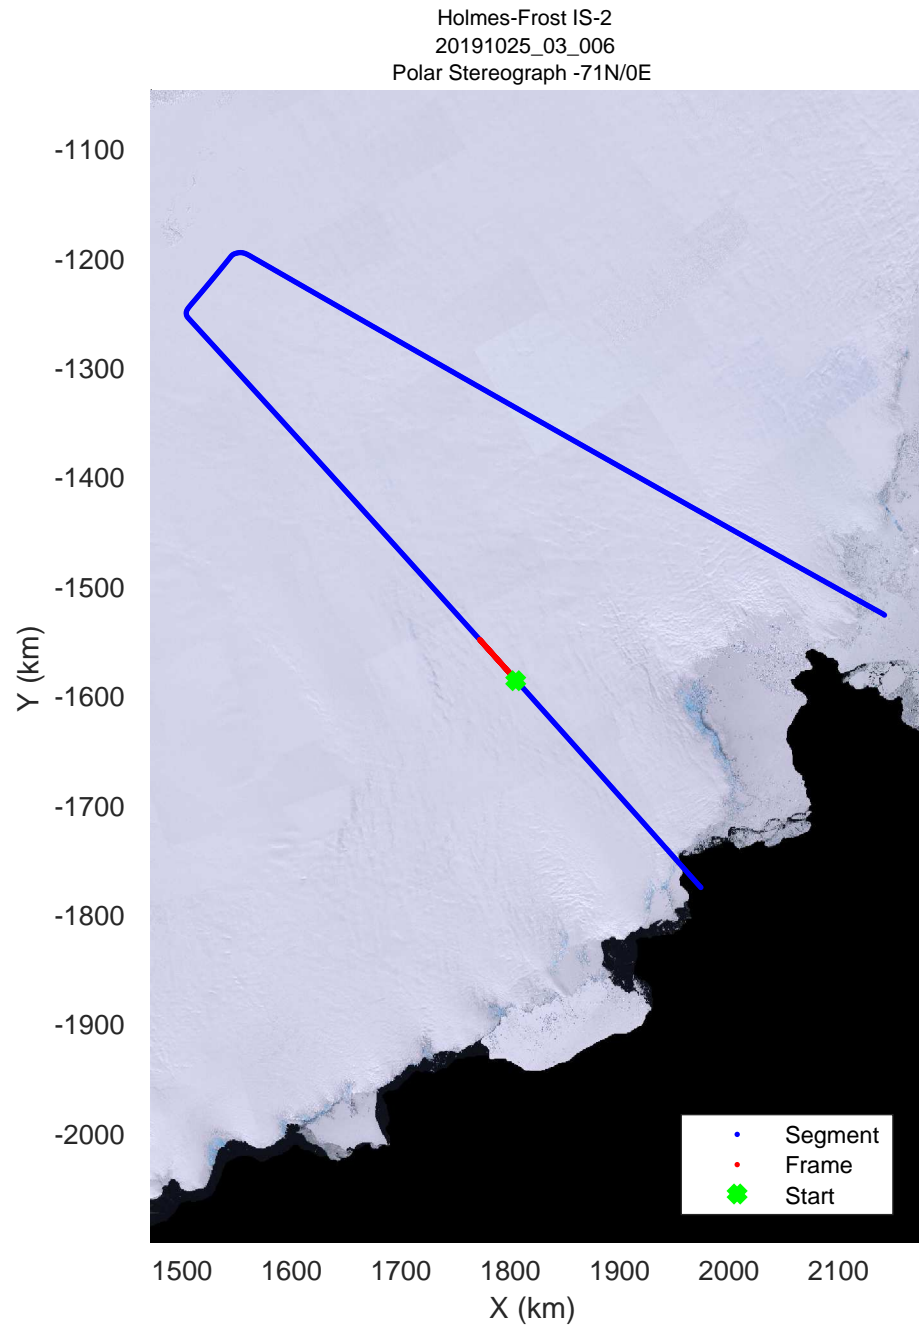 Holmes-Frost IS-2
20191025_03_006
Polar Stereograph -71N/0E
-1100
-1200
-1300
-1400
-1500
-1600
-1700
-1800
-1900
-2000
Y (km)
Segment
Frame
Start
1500 1600 1700 1800 1900 2000 2100
X (km)